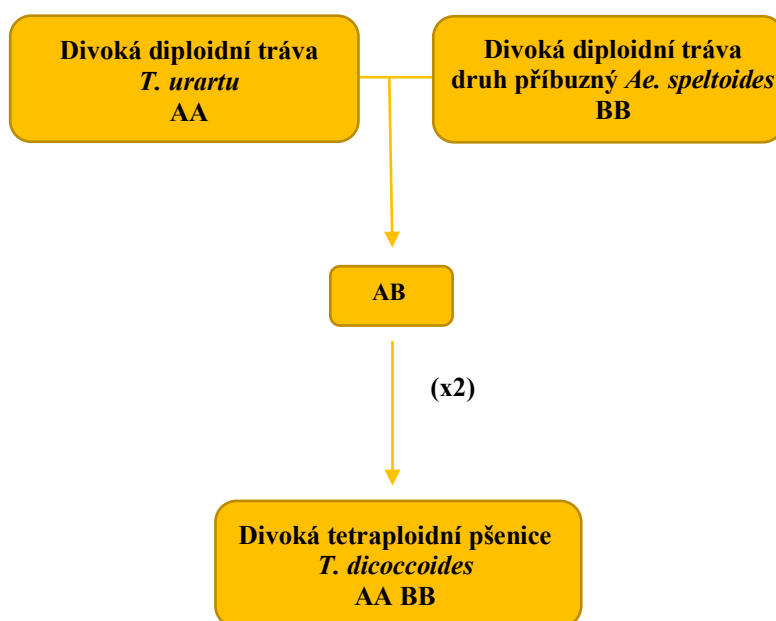 Divoká diploidní tráva
T. urartu
AA
Divoká diploidní tráva
druh příbuzný Ae. speltoides
BB
AB
(x2)
Divoká tetraploidní pšenice
T. dicoccoides
AA BB